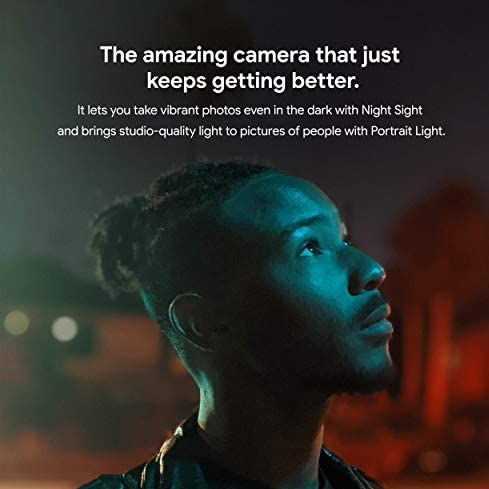 The amazing camera that just
keeps getting better.
It lets you take vibrant photos even in the dark with Night Sight
and brings studio-quality light to pictures of people with Portrait Light.